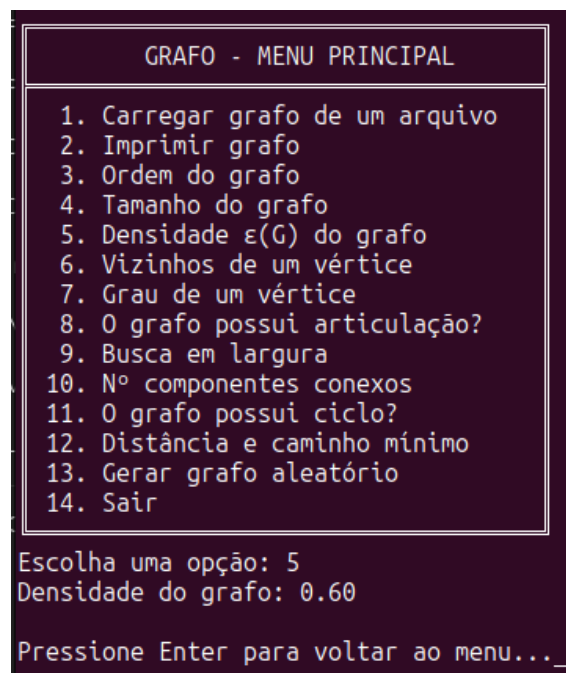 GRAFO - MENU PRINCIPAL
1. Carregar grafo de um arquivo
2. Imprimir grafo
3. Ordem do grafo
4. Tamanho do grafo
5. Densidade ε(G) do grafo
6. Vizinhos de um vértice
7. Grau de um vértice
8. O grafo possui articulação?
9. Busca em largura
10. Nº componentes conexos
11. O grafo possui ciclo?
12. Distância e caminho mínimo
13. Gerar grafo aleatório
14. Sair
Escolha uma opção: 5
Densidade do grafo: 0.60
Pressione Enter para voltar ao menu..._